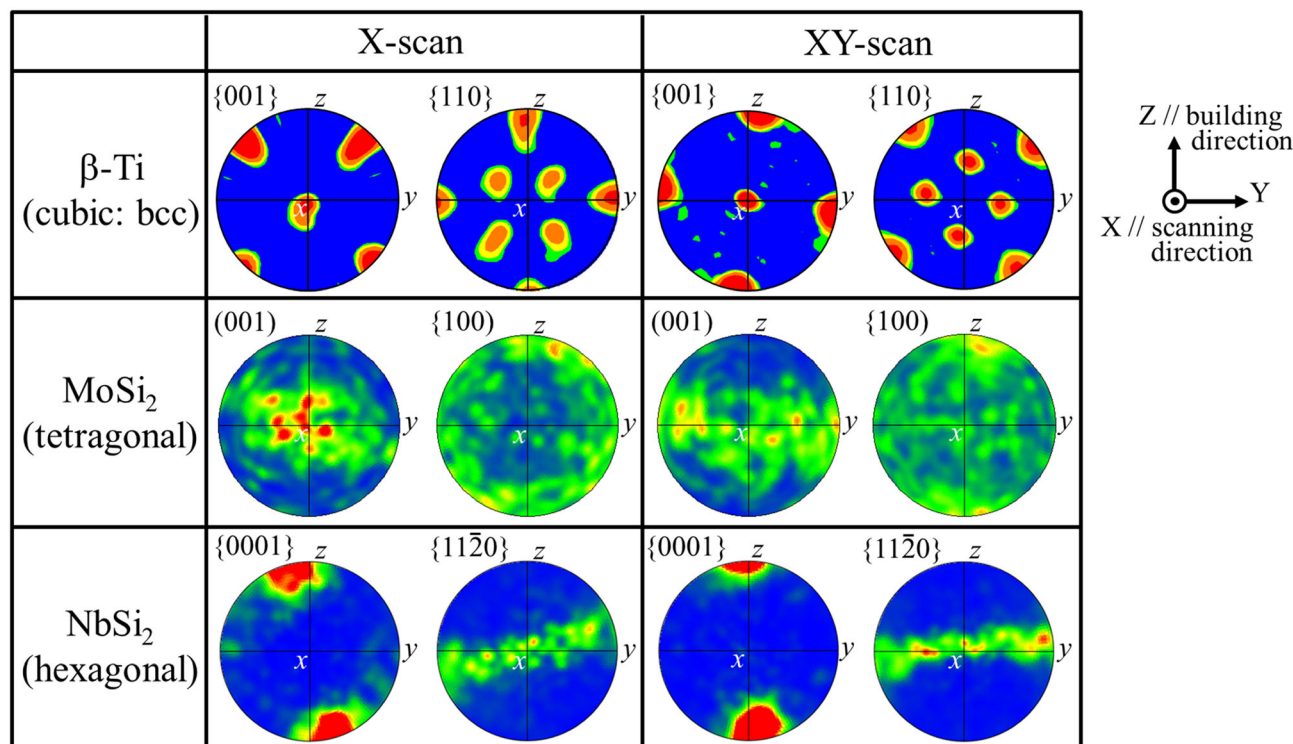 X-scan XY-scan
β-Ti
(cubic: bcc)
{001} z {110} z {001} z {110} z
x y x y x y x y
Z // building
direction
Y
X // scanning
direction
MoSi₂
(tetragonal)
(001) z {100) z (001) z {100) z
x y x y x y x y
NbSi₂
(hexagonal)
{0001} z {112̄0} z {0001} z {112̄0} z
x y x y x y x y